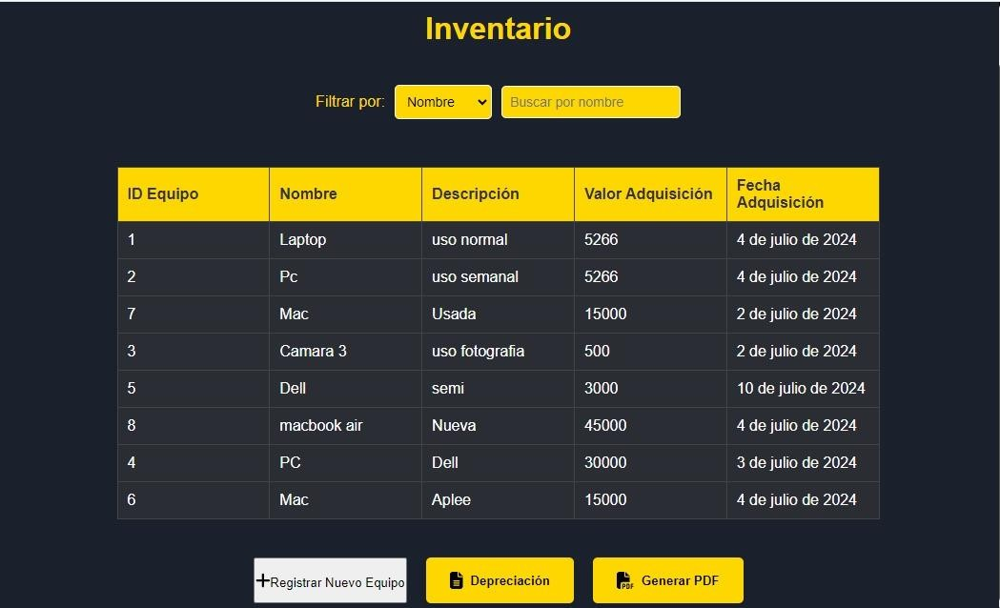 Inventario
Filtrar por: Nombre Buscar por nombre
ID Equipo Nombre Descripción Valor Adquisición Fecha Adquisición
1 Laptop uso normal 5266 4 de julio de 2024
2 Pc uso semanal 5266 4 de julio de 2024
7 Mac Usada 15000 2 de julio de 2024
3 Camara 3 uso fotografia 500 2 de julio de 2024
5 Dell semi 3000 10 de julio de 2024
8 macbook air Nueva 45000 4 de julio de 2024
4 PC Dell 30000 3 de julio de 2024
6 Mac Aplee 15000 4 de julio de 2024
+Registrar Nuevo Equipo Depreciación PDF Generar PDF